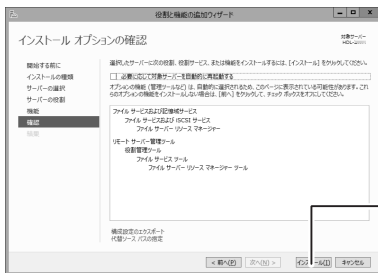 役割と機能の追加ウィザード
インストール オプションの確認
対象サーバー
開始する前に
インストールの種類
サーバーの選択
サーバーの役割
機能
確認
結果
選択したサーバーに次の役割、役割サービス、または機能をインストールするには、[インストール] をクリックしてください。
必要に応じて対象サーバーを自動的に再起動する
オプションの機能 (管理ツールなど) は、自動的に選択されるため、このページに表示されている可能性があります。これ
らのオプションの機能をインストールしない場合は、[前へ] をクリックして、チェック ボックスをオフにしてください。
ファイル サービスおよび記憶域サービス
ファイル サービスおよび iSCSI サービス
ファイル サーバー リソース マネージャー
リモート サーバー管理ツール
役割管理ツール
ファイル サービス ツール
ファイル サーバー リソース マネージャー ツール
構成設定のエクスポート
代替ソース パスの指定
< 前へ(P)
次へ(N) >
インストール(I)
キャンセル